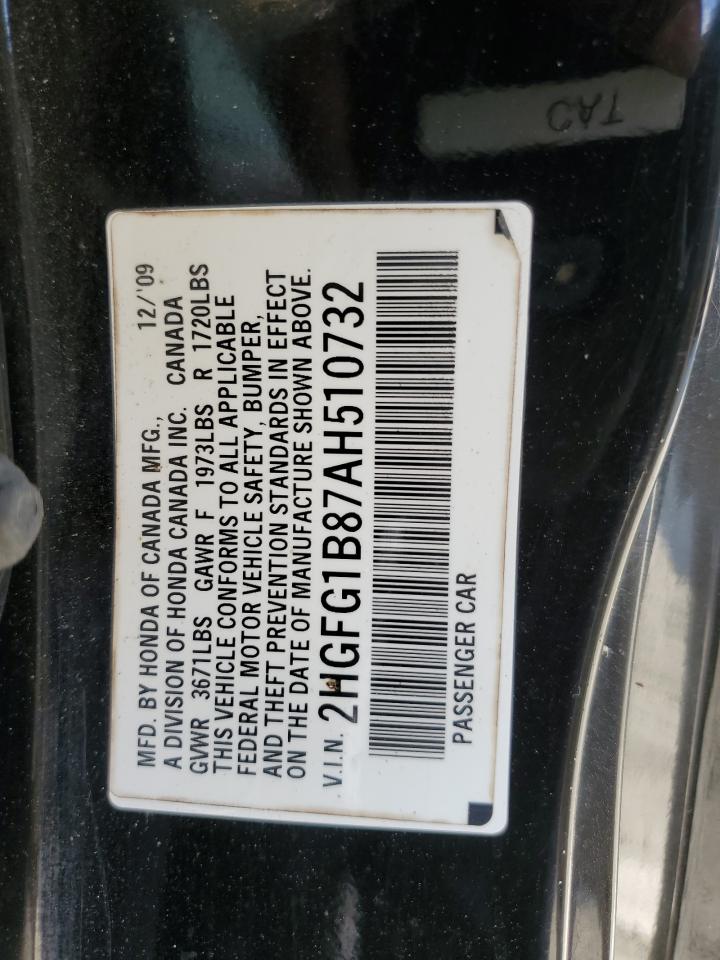 MFD. BY HONDA OF CANADA MFG., 12/'09
A DIVISION OF HONDA CANADA INC. CANADA
GVWR 3671LBS GAWR F 1973LBS R 1720LBS
THIS VEHICLE CONFORMS TO ALL APPLICABLE
FEDERAL MOTOR VEHICLE SAFETY, BUMPER,
AND THEFT PREVENTION STANDARDS IN EFFECT
ON THE DATE OF MANUFACTURE SHOWN ABOVE.
V.I.N. 2HGFG1B87AH510732
PASSENGER CAR